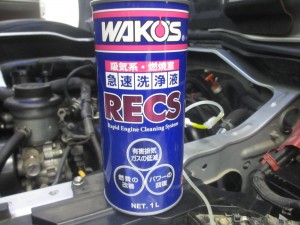 WAKO'S
吸気系・燃焼室
急速洗浄液
RECS
Rapid Engine Cleaning System
有害排気
ガスの低減
燃費の
改善
パワーの
回復
NET. 1L